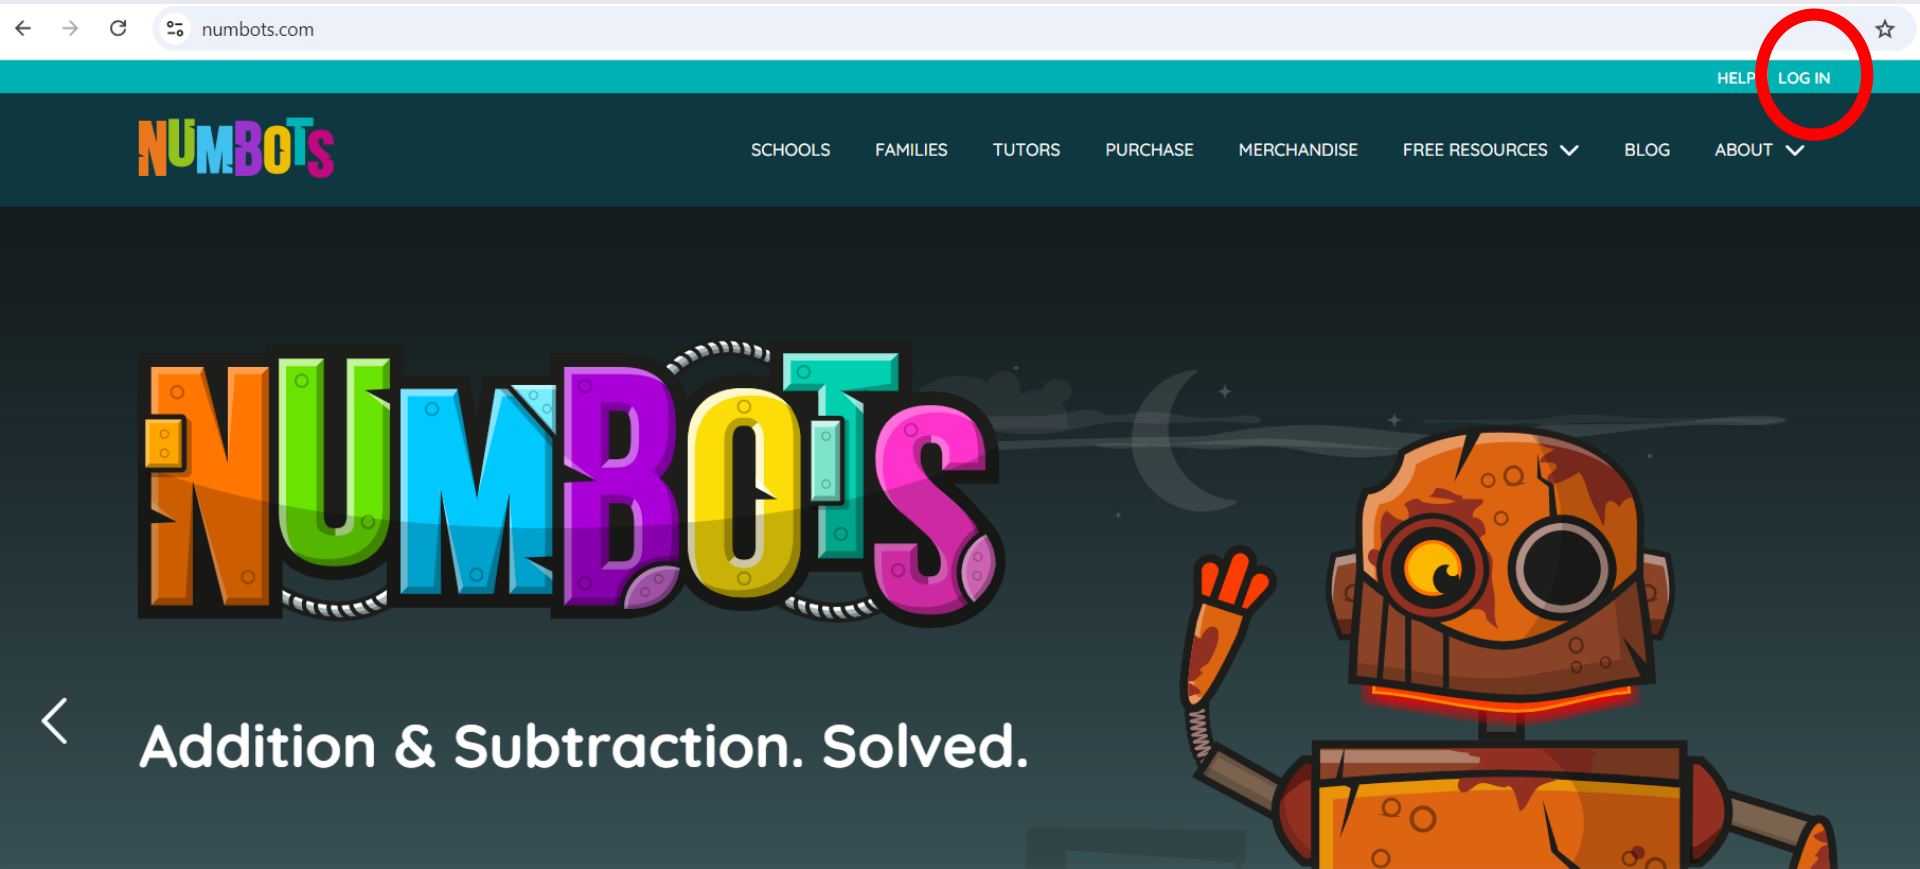 numbots.com
HELP LOG IN
NUMBOTS
SCHOOLS FAMILIES TUTORS PURCHASE MERCHANDISE FREE RESOURCES BLOG ABOUT
NUMBOTS
Addition & Subtraction. Solved.